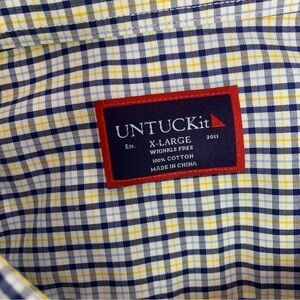 UNTUCKit
Est. X-LARGE 2011
WRINKLE FREE
100% COTTON
MADE IN CHINA